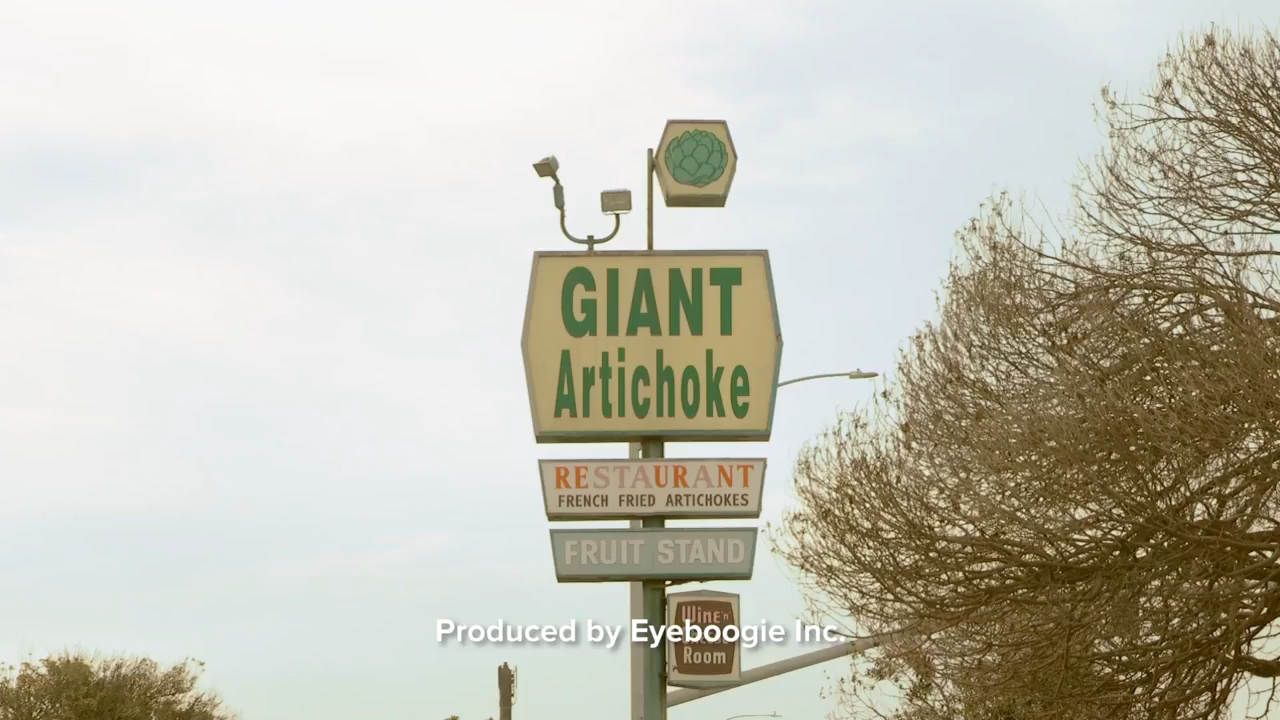 GIANT
Artichoke
RESTAURANT
FRENCH FRIED ARTICHOKES
FRUIT STAND
Wine 'n
Room
Produced by Eyeboogie Inc.